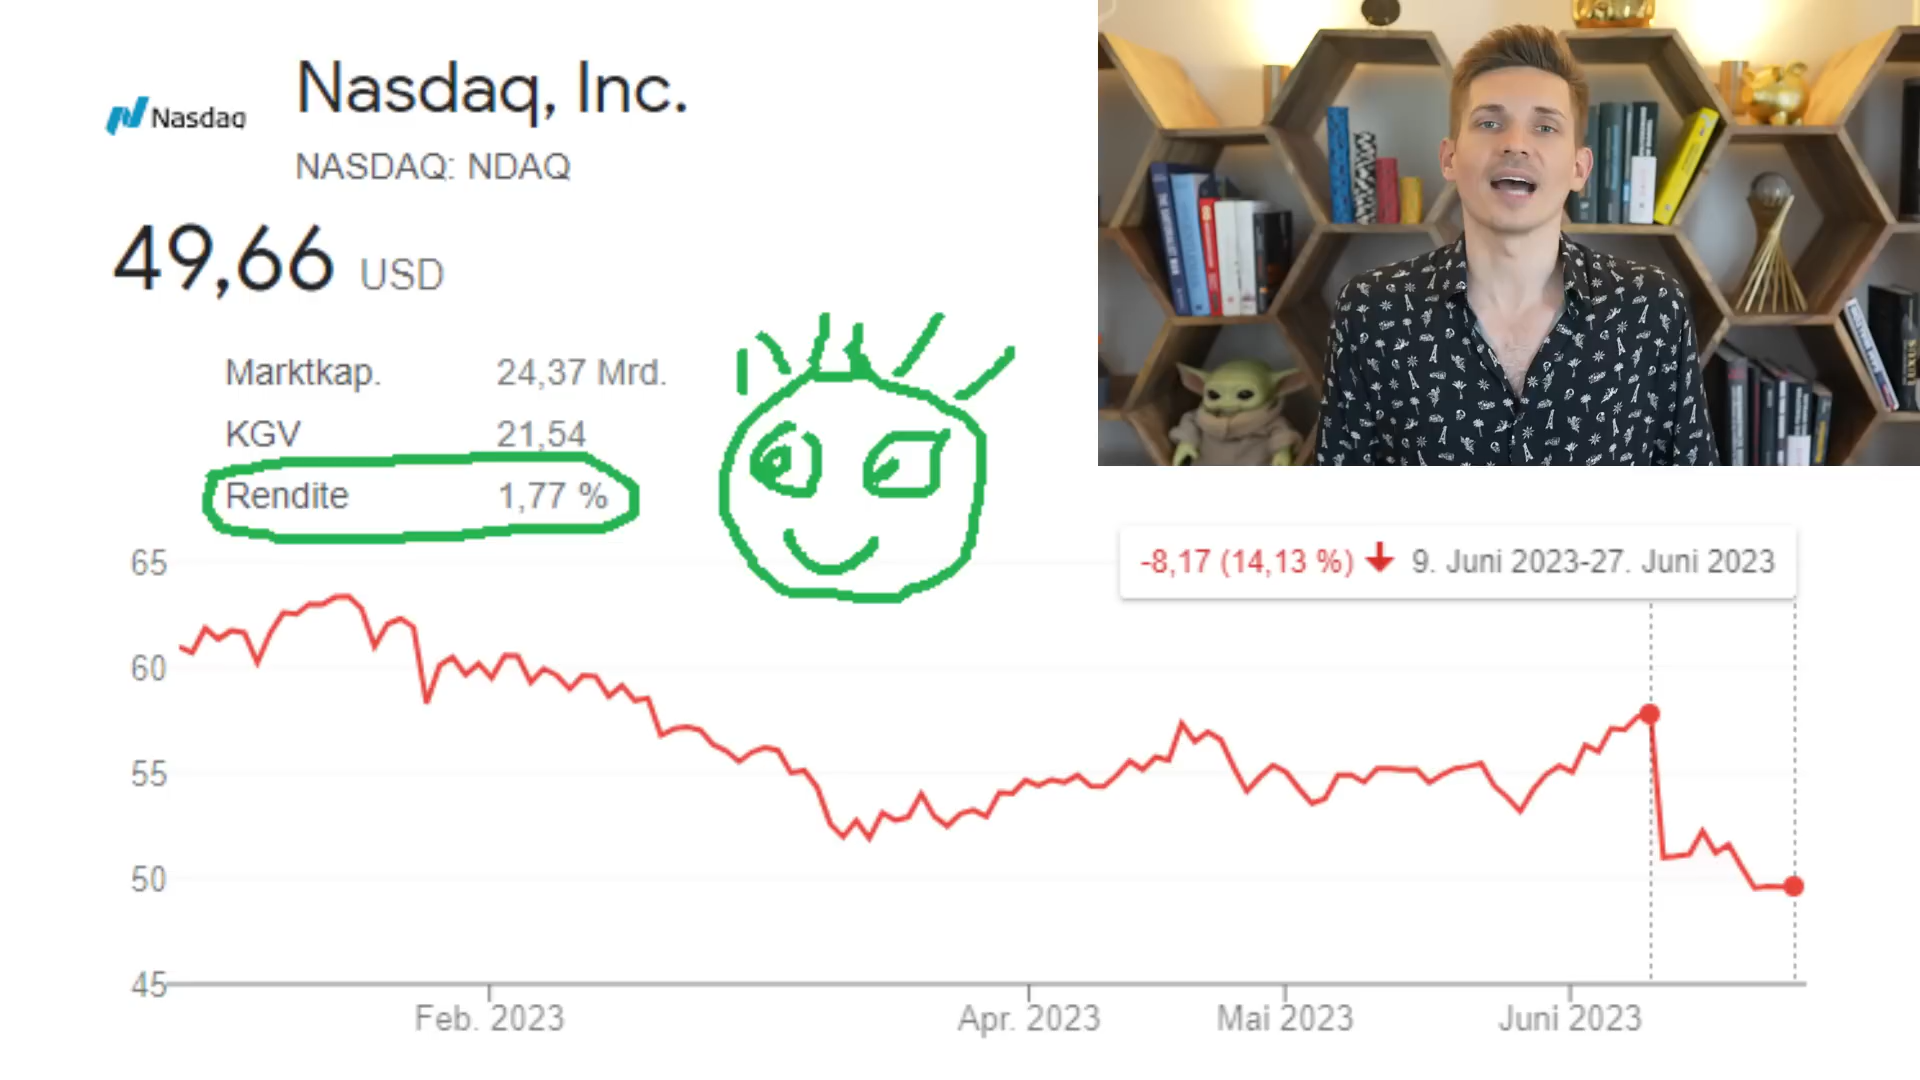 Nasdaq
Nasdaq, Inc.
NASDAQ: NDAQ
49,66 USD
Marktkap. 24,37 Mrd.
KGV 21,54
Rendite 1,77 %
-8,17 (14,13 %) 9. Juni 2023-27. Juni 2023
65
60
55
50
45
Feb. 2023 Apr. 2023 Mai 2023 Juni 2023